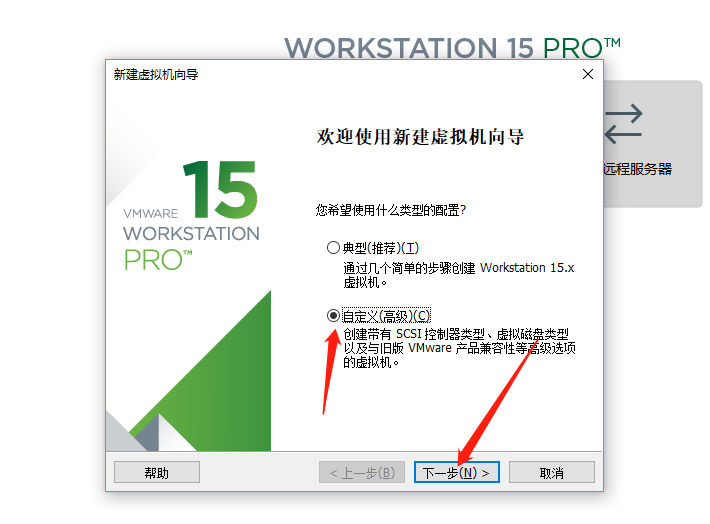 WORKSTATION 15 PRO™
新建虚拟机向导
欢迎使用新建虚拟机向导
远程服务器
15
VMWARE
WORKSTATION
PRO™
您希望使用什么类型的配置?
典型(推荐)(T)
通过几个简单的步骤创建 Workstation 15.x
虚拟机。
自定义(高级)(C)
创建带有 SCSI 控制器类型、虚拟磁盘类型
以及与旧版 VMware 产品兼容性等高级选项
的虚拟机。
帮助
< 上一步(B)
下一步(N) >
取消